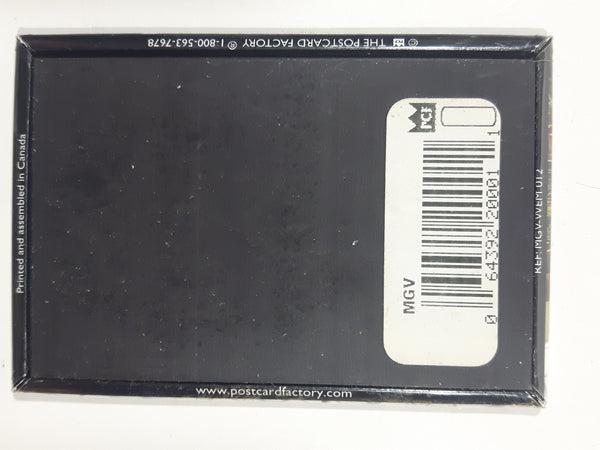 © THE POSTCARD FACTORY ® 1-800-563-7678
Printed and assembled in Canada
PCF
MGV
0 64392 20001 1
REF: MGV-WEM 012
www.postcardfactory.com